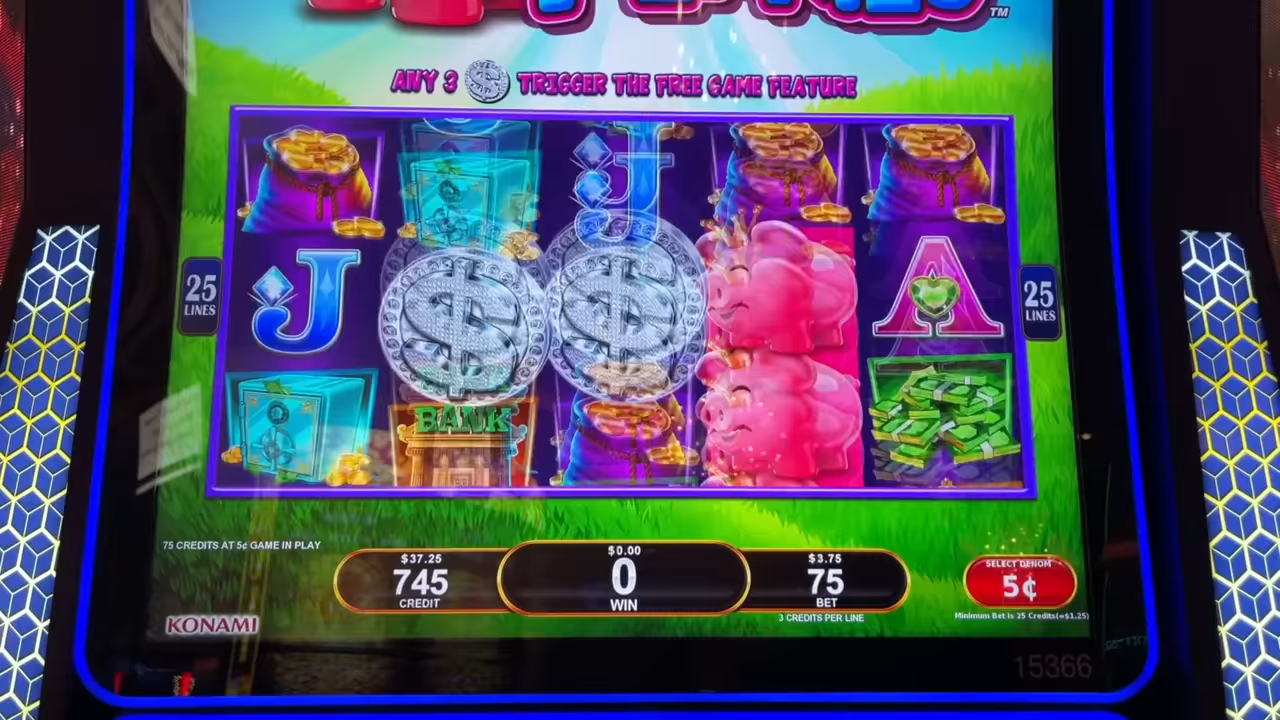 TM
ANY 3 TRIGGER THE FREE GAME FEATURE
J
J
25
LINES
J
A
25
LINES
BANK
75 CREDITS AT 5¢ GAME IN PLAY
$37.25
745
CREDIT
$0.00
0
WIN
$3.75
75
BET
3 CREDITS PER LINE
SELECT DENOM
5¢
Minimum Bet is 25 Credits(=$1.25)
KONAMI
15366